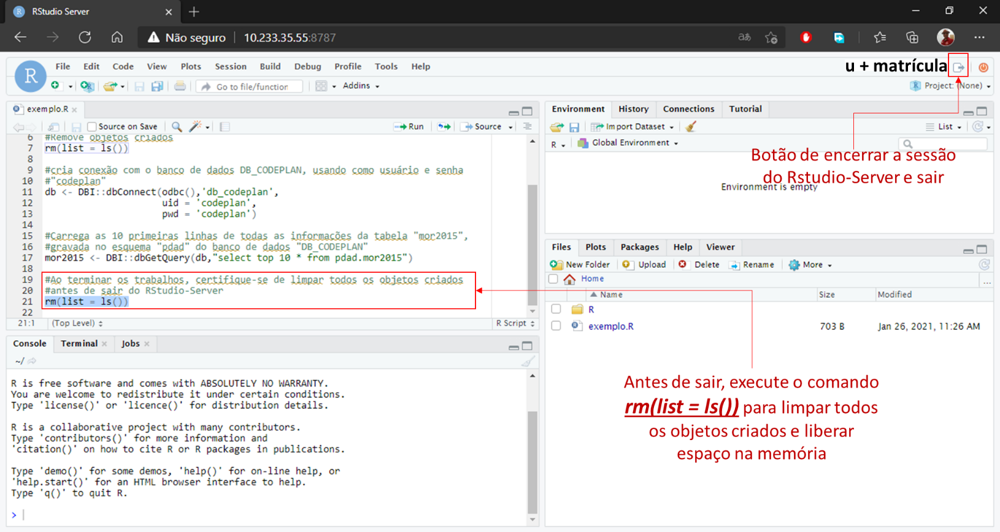 RStudio Server
Não seguro
10.233.35.55:8787
File Edit Code View Plots Session Build Debug Profile Tools Help
u + matrícula
Go to file/function
Addins
Project: (None)
exemplo.R
Source on Save
Run
Source
6 #Remove objetos criados
7 rm(list = ls())
8
9 #cria conexão com o banco de dados DB_CODEPLAN, usando como usuário e senha
10 #"codeplan"
11 db <- DBI::dbConnect(odbc(),'db_codeplan',
12 uid = 'codeplan',
13 pwd = 'codeplan')
14
15 #Carrega as 10 primeiras linhas de todas as informações da tabela "mor2015",
16 #gravada no esquema "pdad" do banco de dados "DB_CODEPLAN"
17 mor2015 <- DBI::dbGetQuery(db,"select top 10 * from pdad.mor2015")
18
19 #Ao terminar os trabalhos, certifique-se de limpar todos os objetos criados
20 #antes de sair do RStudio-Server
21 rm(list = ls())
22
21:1 (Top Level) R Script
Console Terminal Jobs
~/
R is free software and comes with ABSOLUTELY NO WARRANTY.
You are welcome to redistribute it under certain conditions.
Type 'license()' or 'licence()' for distribution details.
R is a collaborative project with many contributors.
Type 'contributors()' for more information and
'citation()' on how to cite R or R packages in publications.
Type 'demo()' for some demos, 'help()' for on-line help, or
'help.start()' for an HTML browser interface to help.
Type 'q()' to quit R.
>
Environment History Connections Tutorial
Import Dataset
List
R Global Environment
Botão de encerrar a sessão
do Rstudio-Server e sair
Environment is empty
Files Plots Packages Help Viewer
New Folder Upload Delete Rename More
Home
...
Name Size Modified
R
exemplo.R 703 B Jan 26, 2021, 11:26 AM
Antes de sair, execute o comando
rm(list = ls()) para limpar todos
os objetos criados e liberar
espaço na memória